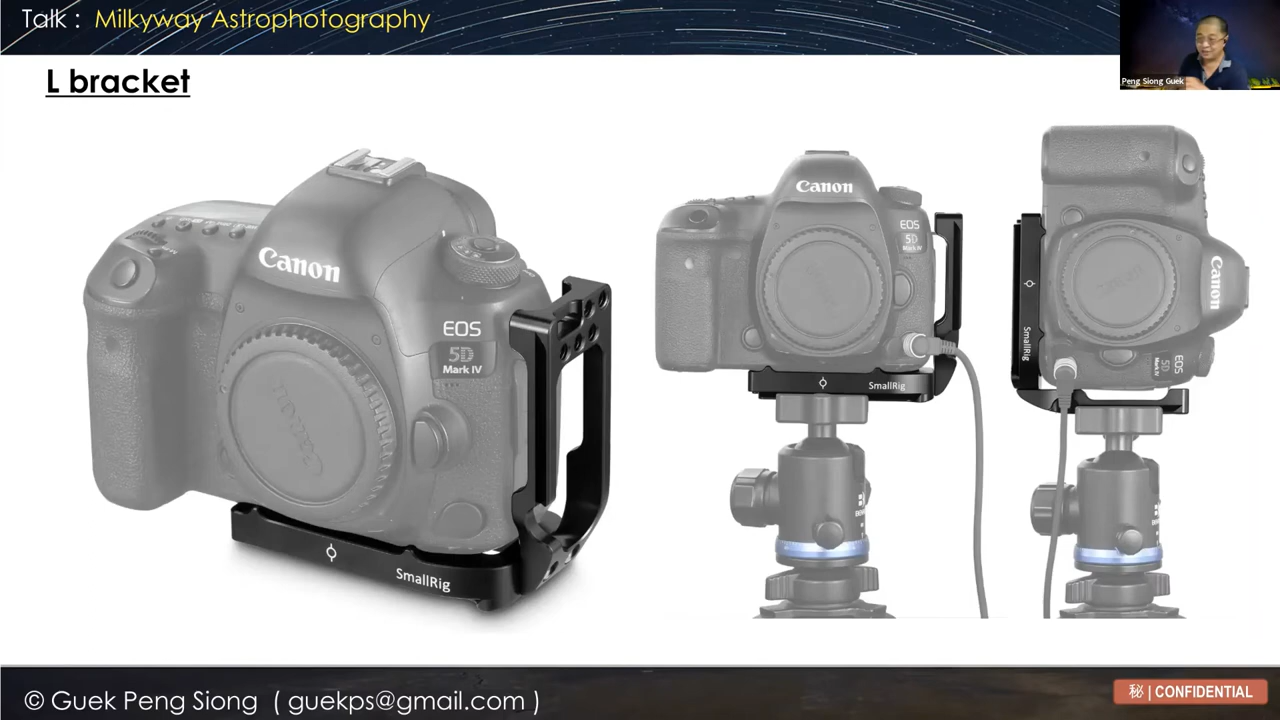 Talk : Milkyway Astrophotography
Peng Siong Guek
L bracket
Canon
EOS
5D
Mark IV
Canon
SmallRig
Canon
EOS
5D
Mark IV
SmallRig
Canon
SmallRig
EOS
5D
Mark IV
© Guek Peng Siong ( guekps@gmail.com )
秘 | CONFIDENTIAL